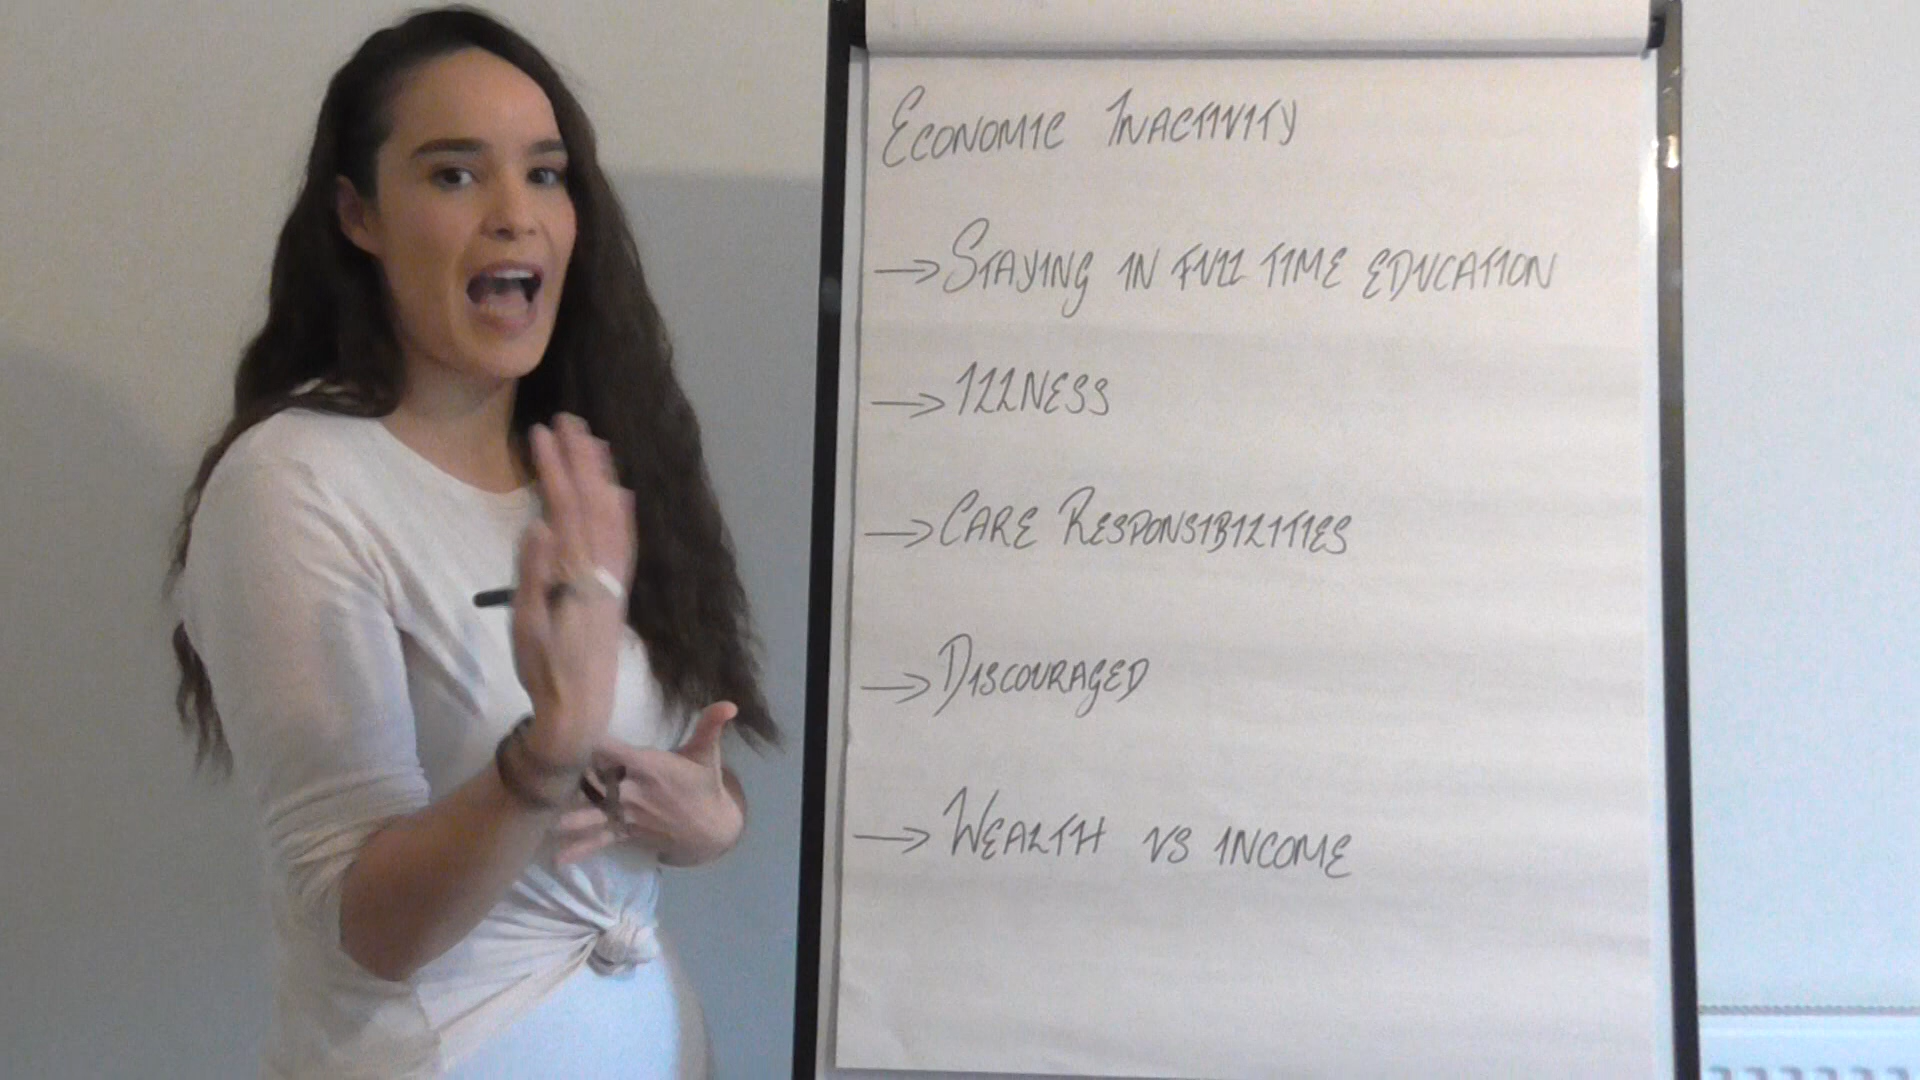 ECONOMIC INACTIVITY
→ STAYING IN FULL TIME EDUCATION
→ ILLNESS
→ CARE RESPONSIBILITIES
→ DISCOURAGED
→ WEALTH VS INCOME